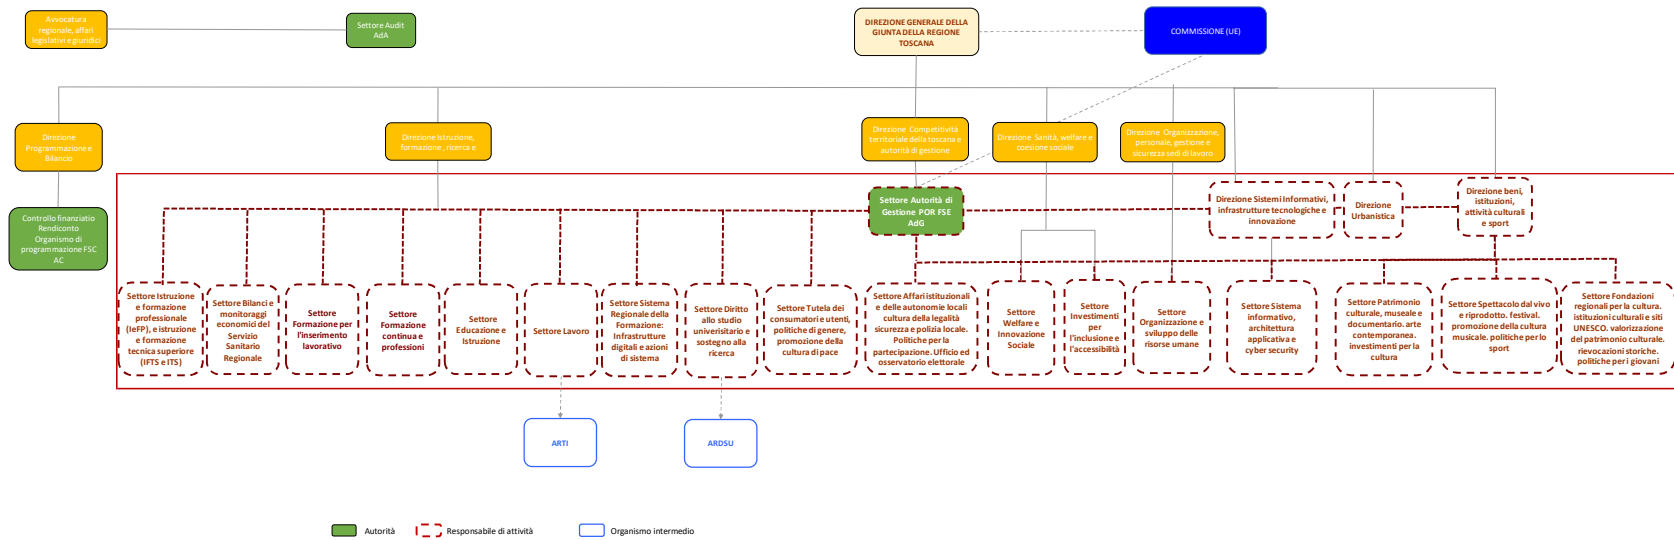 Avvocatura
regionale, affari
legislativi e giuridici
Settore Audit
AdA
DIREZIONE GENERALE DELLA
GIUNTA DELLA REGIONE
TOSCANA
COMMISSIONE (UE)
Direzione
Programmazione e
Bilancio
Direzione Istruzione,
formazione , ricerca e
Direzione Competitività
territoriale della toscana e
autorità di gestione
Direzione Sanità, welfare e
coesione sociale
Direzione Organizzazione,
personale, gestione e
sicurezza sedi di lavoro
Controllo finanziatio
Rendiconto
Organismo di
programmazione FSC
AC
Settore Autorità di
Gestione POR FSE
AdG
Direzione Sistemi Informativi,
infrastrutture tecnologiche e
innovazione
Direzione
Urbanistica
Direzione beni,
istituzioni,
attività culturali
e sport
Settore Istruzione
e formazione
professionale
(IeFP), e istruzione
e formazione
tecnica superiore
(IFTS e ITS)
Settore Bilanci e
monitoraggi
economici del
Servizio
Sanitario
Regionale
Settore
Formazione per
l'inserimento
lavorativo
Settore
Formazione
continua e
professioni
Settore
Educazione e
Istruzione
Settore Lavoro
Settore Sistema
Regionale della
Formazione:
Infrastrutture
digitali e azioni
di sistema
Settore Diritto
allo studio
univerisitario e
sostegno alla
ricerca
Settore Tutela dei
consumatori e utenti,
politiche di genere,
promozione della
cultura di pace
Settore Affari istituzionali
e delle autonomie locali
cultura della legalità
sicurezza e polizia locale.
Politiche per la
partecipazione. Ufficio ed
osservatorio elettorale
Settore
Welfare e
Innovazione
Sociale
Settore
Investimenti
per
l'inclusione e
l'accessibilità
Settore
Organizzazione e
sviluppo delle
risorse umane
Settore Sistema
informativo,
architettura
applicativa e
cyber security
Settore Patrimonio
culturale, museale e
documentario. arte
contemporanea.
investimenti per la
cultura
Settore Spettacolo dal vivo
e riprodotto. festival.
promozione della cultura
musicale. politiche per lo
sport
Settore Fondazioni
regionali per la cultura.
istituzioni culturali e siti
UNESCO. valorizzazione
del patrimonio culturale.
rievocazioni storiche.
politiche per i giovani
ARTI
ARDSU
Autorità
Responsabile di attività
Organismo intermedio